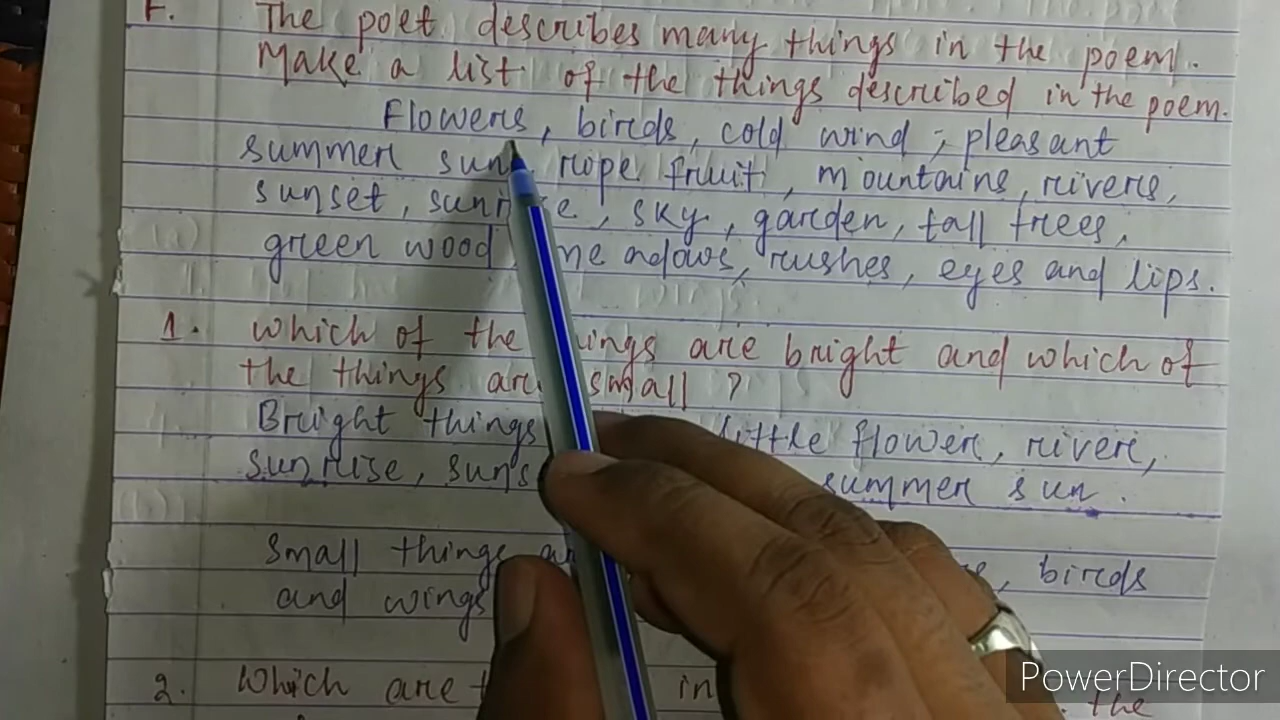 F. The poet describes many things in the poem.
Make a list of the things described in the poem.
Flowers, birds, cold wind, pleasant
summer sun, ripe fruit, mountains, rivers,
sunset, sunrise, sky, garden, tall trees,
green wood, meadows, rushes, eyes and lips.
1. Which of the things are bright and which of
the things are small?
Bright things little flower, river,
sunrise, summer sun.
Small things birds
and wings
2. Which are in the
PowerDirector